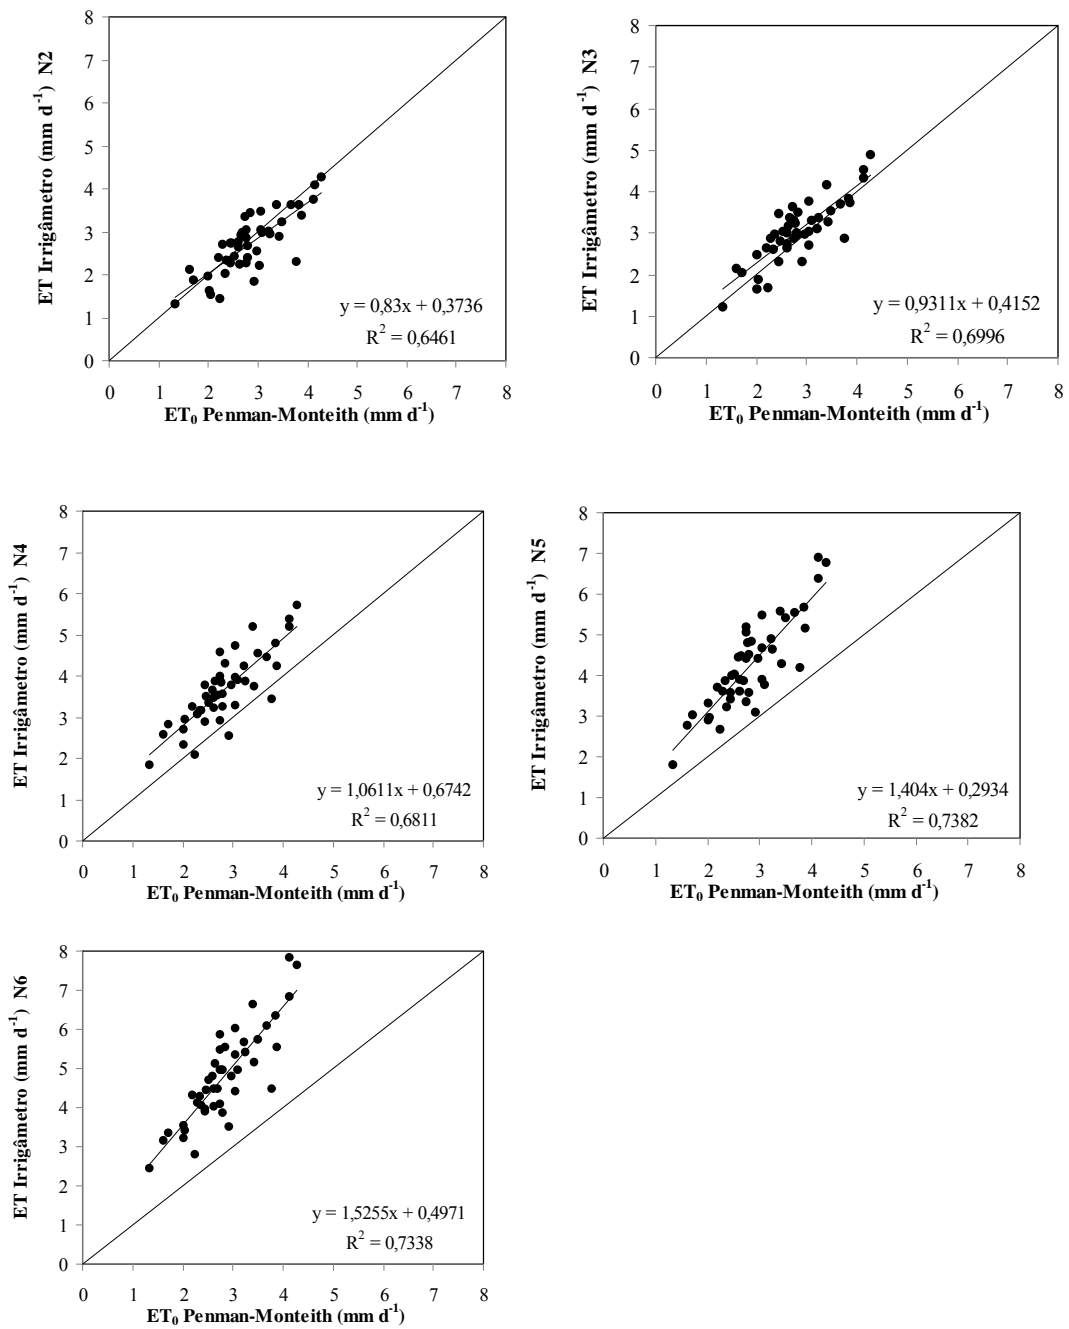 8
7
6
5
4
3
2
1
0
ET Irrigâmetro (mm d⁻¹) N2
y = 0,83x + 0,3736
R² = 0,6461
0 1 2 3 4 5 6 7 8
ET₀ Penman-Monteith (mm d⁻¹)
8
7
6
5
4
3
2
1
0
ET Irrigâmetro (mm d⁻¹) N3
y = 0,9311x + 0,4152
R² = 0,6996
0 1 2 3 4 5 6 7 8
ET₀ Penman-Monteith (mm d⁻¹)
8
7
6
5
4
3
2
1
0
ET Irrigâmetro (mm d⁻¹) N4
y = 1,0611x + 0,6742
R² = 0,6811
0 1 2 3 4 5 6 7 8
ET₀ Penman-Monteith (mm d⁻¹)
8
7
6
5
4
3
2
1
0
ET Irrigâmetro (mm d⁻¹) N5
y = 1,404x + 0,2934
R² = 0,7382
0 1 2 3 4 5 6 7 8
ET₀ Penman-Monteith (mm d⁻¹)
8
7
6
5
4
3
2
1
0
ET Irrigâmetro (mm d⁻¹) N6
y = 1,5255x + 0,4971
R² = 0,7338
0 1 2 3 4 5 6 7 8
ET₀ Penman-Monteith (mm d⁻¹)